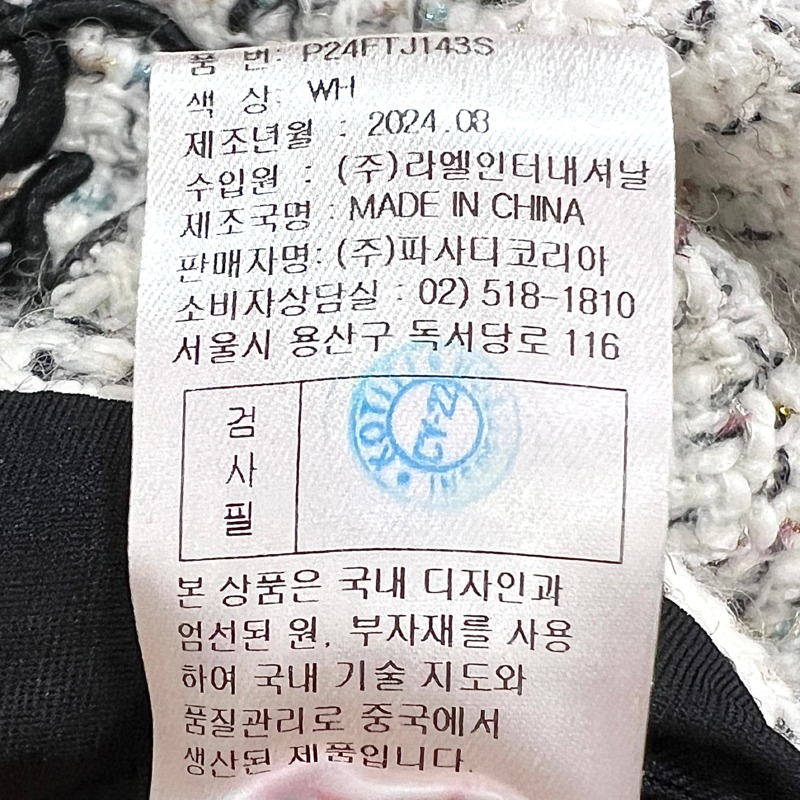 품 번: P24FTJ143S
색 상: WH
제조년월 : 2024.08
수입원 : (주)라엘인터내셔날
제조국명 : MADE IN CHINA
판매자명: (주)파사디코리아
소비자상담실 : 02) 518-1810
서울시 용산구 독서당로 116
검
사
필
본 상품은 국내 디자인과
엄선된 원, 부자재를 사용
하여 국내 기술 지도와
품질관리로 중국에서
생산된 제품입니다.